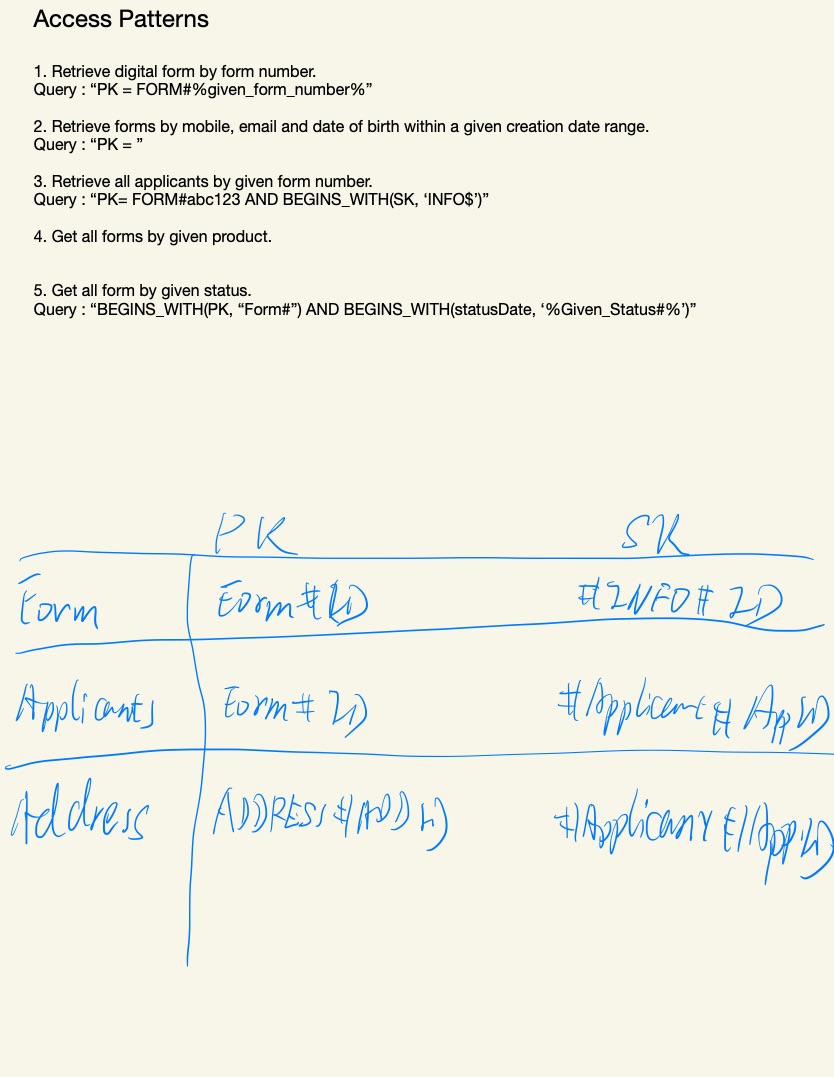 Access Patterns
1. Retrieve digital form by form number.
Query : “PK = FORM#%given_form_number%”
2. Retrieve forms by mobile, email and date of birth within a given creation date range.
Query : “PK = ”
3. Retrieve all applicants by given form number.
Query : “PK= FORM#abc123 AND BEGINS_WITH(SK, ‘INFO$’)”
4. Get all forms by given product.
5. Get all form by given status.
Query : “BEGINS_WITH(PK, “Form#”) AND BEGINS_WITH(statusDate, ‘%Given_Status#%’)”
PK SK
Form Form#ID #INFO# ID
Applicants Form# ID #Applicant# AppID
Address ADDRESS#ADDID #Applicant#AppID